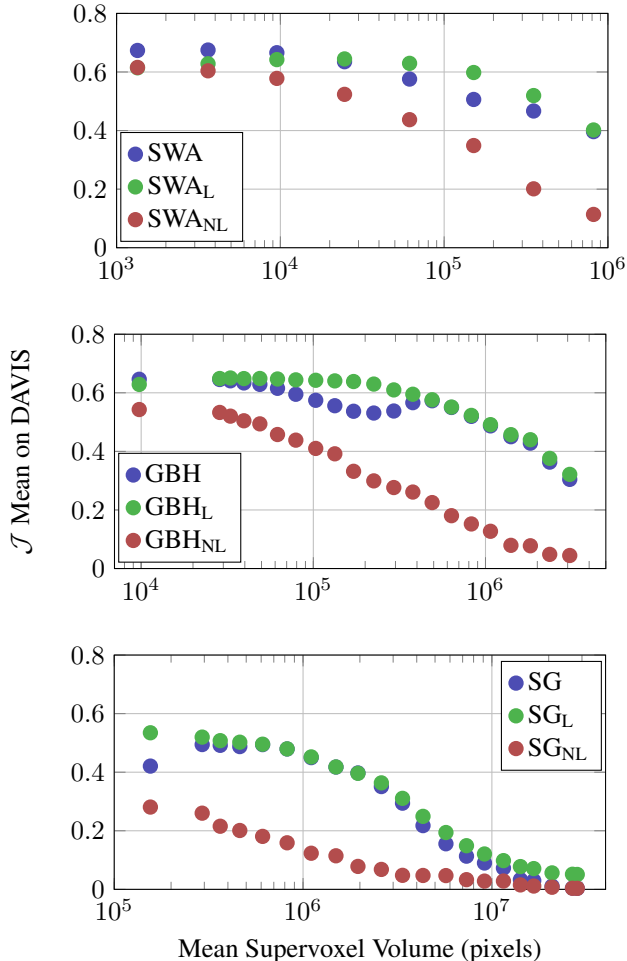 0.8
0.6
0.4
0.2
0
SWA
SWA_L
SWA_NL
10^3
10^4
10^5
10^6
𝒥 Mean on DAVIS
0.8
0.6
0.4
0.2
0
GBH
GBH_L
GBH_NL
10^4
10^5
10^6
0.8
0.6
0.4
0.2
0
SG
SG_L
SG_NL
10^5
10^6
10^7
Mean Supervoxel Volume (pixels)